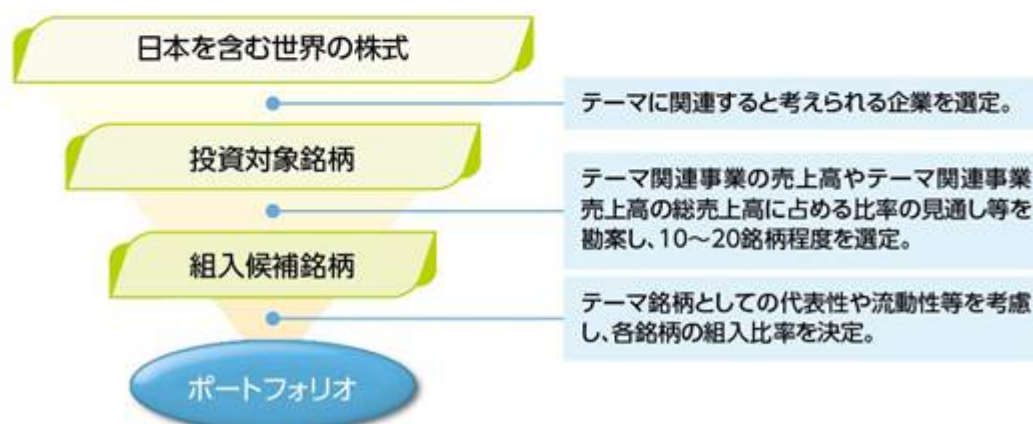 日本を含む世界の株式
テーマに関連すると考えられる企業を選定。
投資対象銘柄
テーマ関連事業の売上高やテーマ関連事業
売上高の総売上高に占める比率の見通し等を
勘案し、10〜20銘柄程度を選定。
組入候補銘柄
テーマ銘柄としての代表性や流動性等を考慮
し、各銘柄の組入比率を決定。
ポートフォリオ